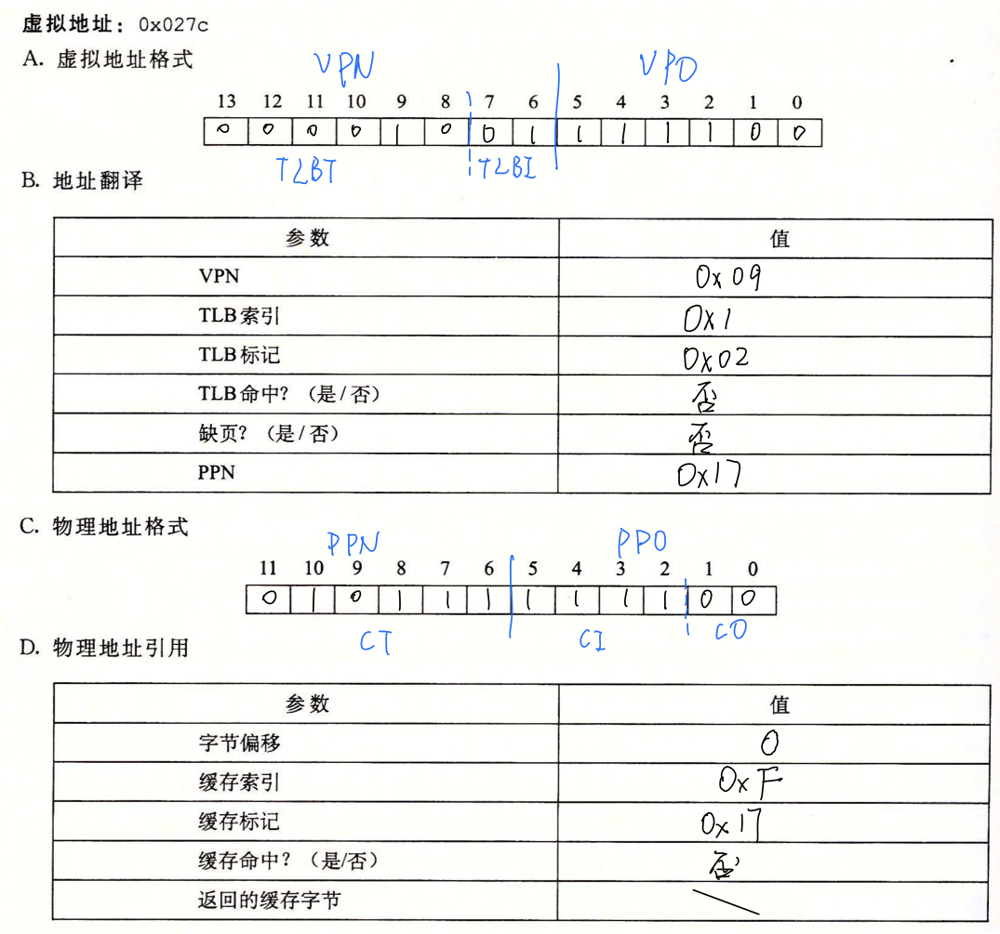 虚拟地址：0x027c
A. 虚拟地址格式
VPN VPO
13 12 11 10 9 8 7 6 5 4 3 2 1 0
0 0 0 0 1 0 0 1 1 1 1 1 0 0
TLBT TLBI
B. 地址翻译
参数 值
VPN 0x09
TLB索引 0x1
TLB标记 0x02
TLB命中？（是/否） 否
缺页？（是/否） 否
PPN 0x17
C. 物理地址格式
PPN PPO
11 10 9 8 7 6 5 4 3 2 1 0
0 1 0 1 1 1 1 1 1 1 0 0
CT CI CO
D. 物理地址引用
参数 值
字节偏移 0
缓存索引 0xF
缓存标记 0x17
缓存命中？（是/否） 否
返回的缓存字节